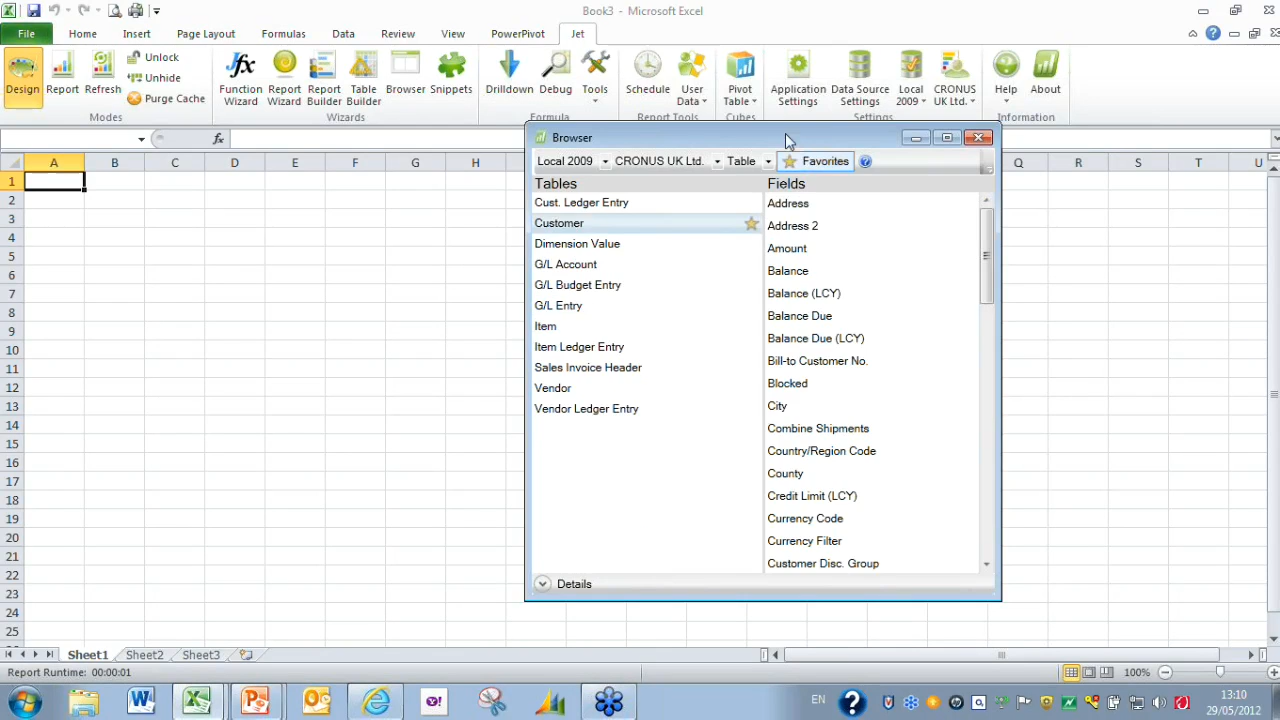 Book3 - Microsoft Excel
File Home Insert Page Layout Formulas Data Review View PowerPivot Jet
Design Report Refresh Unlock Unhide Purge Cache
Function Wizard Report Wizard Report Builder Table Builder Browser Snippets
Drilldown Debug Tools Schedule User Data Pivot Table
Application Settings Data Source Settings Local 2009 CRONUS UK Ltd. Help About
Modes Wizards Formula Report Tools Cubes Settings Information
fx
A B C D E F G H Q R S T U
1
2
3
4
5
6
7
8
9
10
11
12
13
14
15
16
17
18
19
20
21
22
23
24
25
Browser
Local 2009 CRONUS UK Ltd. Table Favorites
Tables
Cust. Ledger Entry
Customer
Dimension Value
G/L Account
G/L Budget Entry
G/L Entry
Item
Item Ledger Entry
Sales Invoice Header
Vendor
Vendor Ledger Entry
Fields
Address
Address 2
Amount
Balance
Balance (LCY)
Balance Due
Balance Due (LCY)
Bill-to Customer No.
Blocked
City
Combine Shipments
Country/Region Code
County
Credit Limit (LCY)
Currency Code
Currency Filter
Customer Disc. Group
Details
Sheet1 Sheet2 Sheet3
Report Runtime: 00:00:01
100%
EN
13:10
29/05/2012